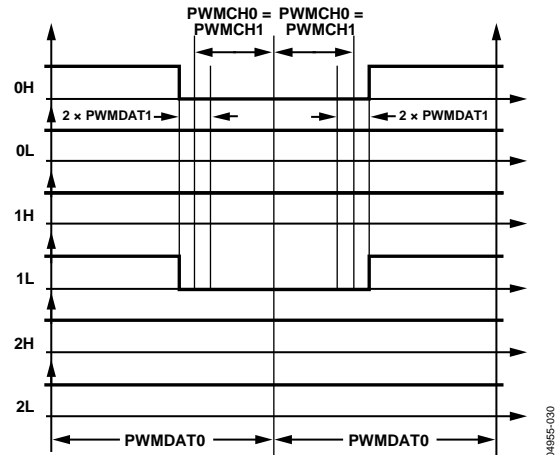 PWMCH0 = PWMCH0 =
PWMCH1 PWMCH1
0H
2 × PWMDAT1 2 × PWMDAT1
0L
1H
1L
2H
2L
PWMDAT0 PWMDAT0
04955-030